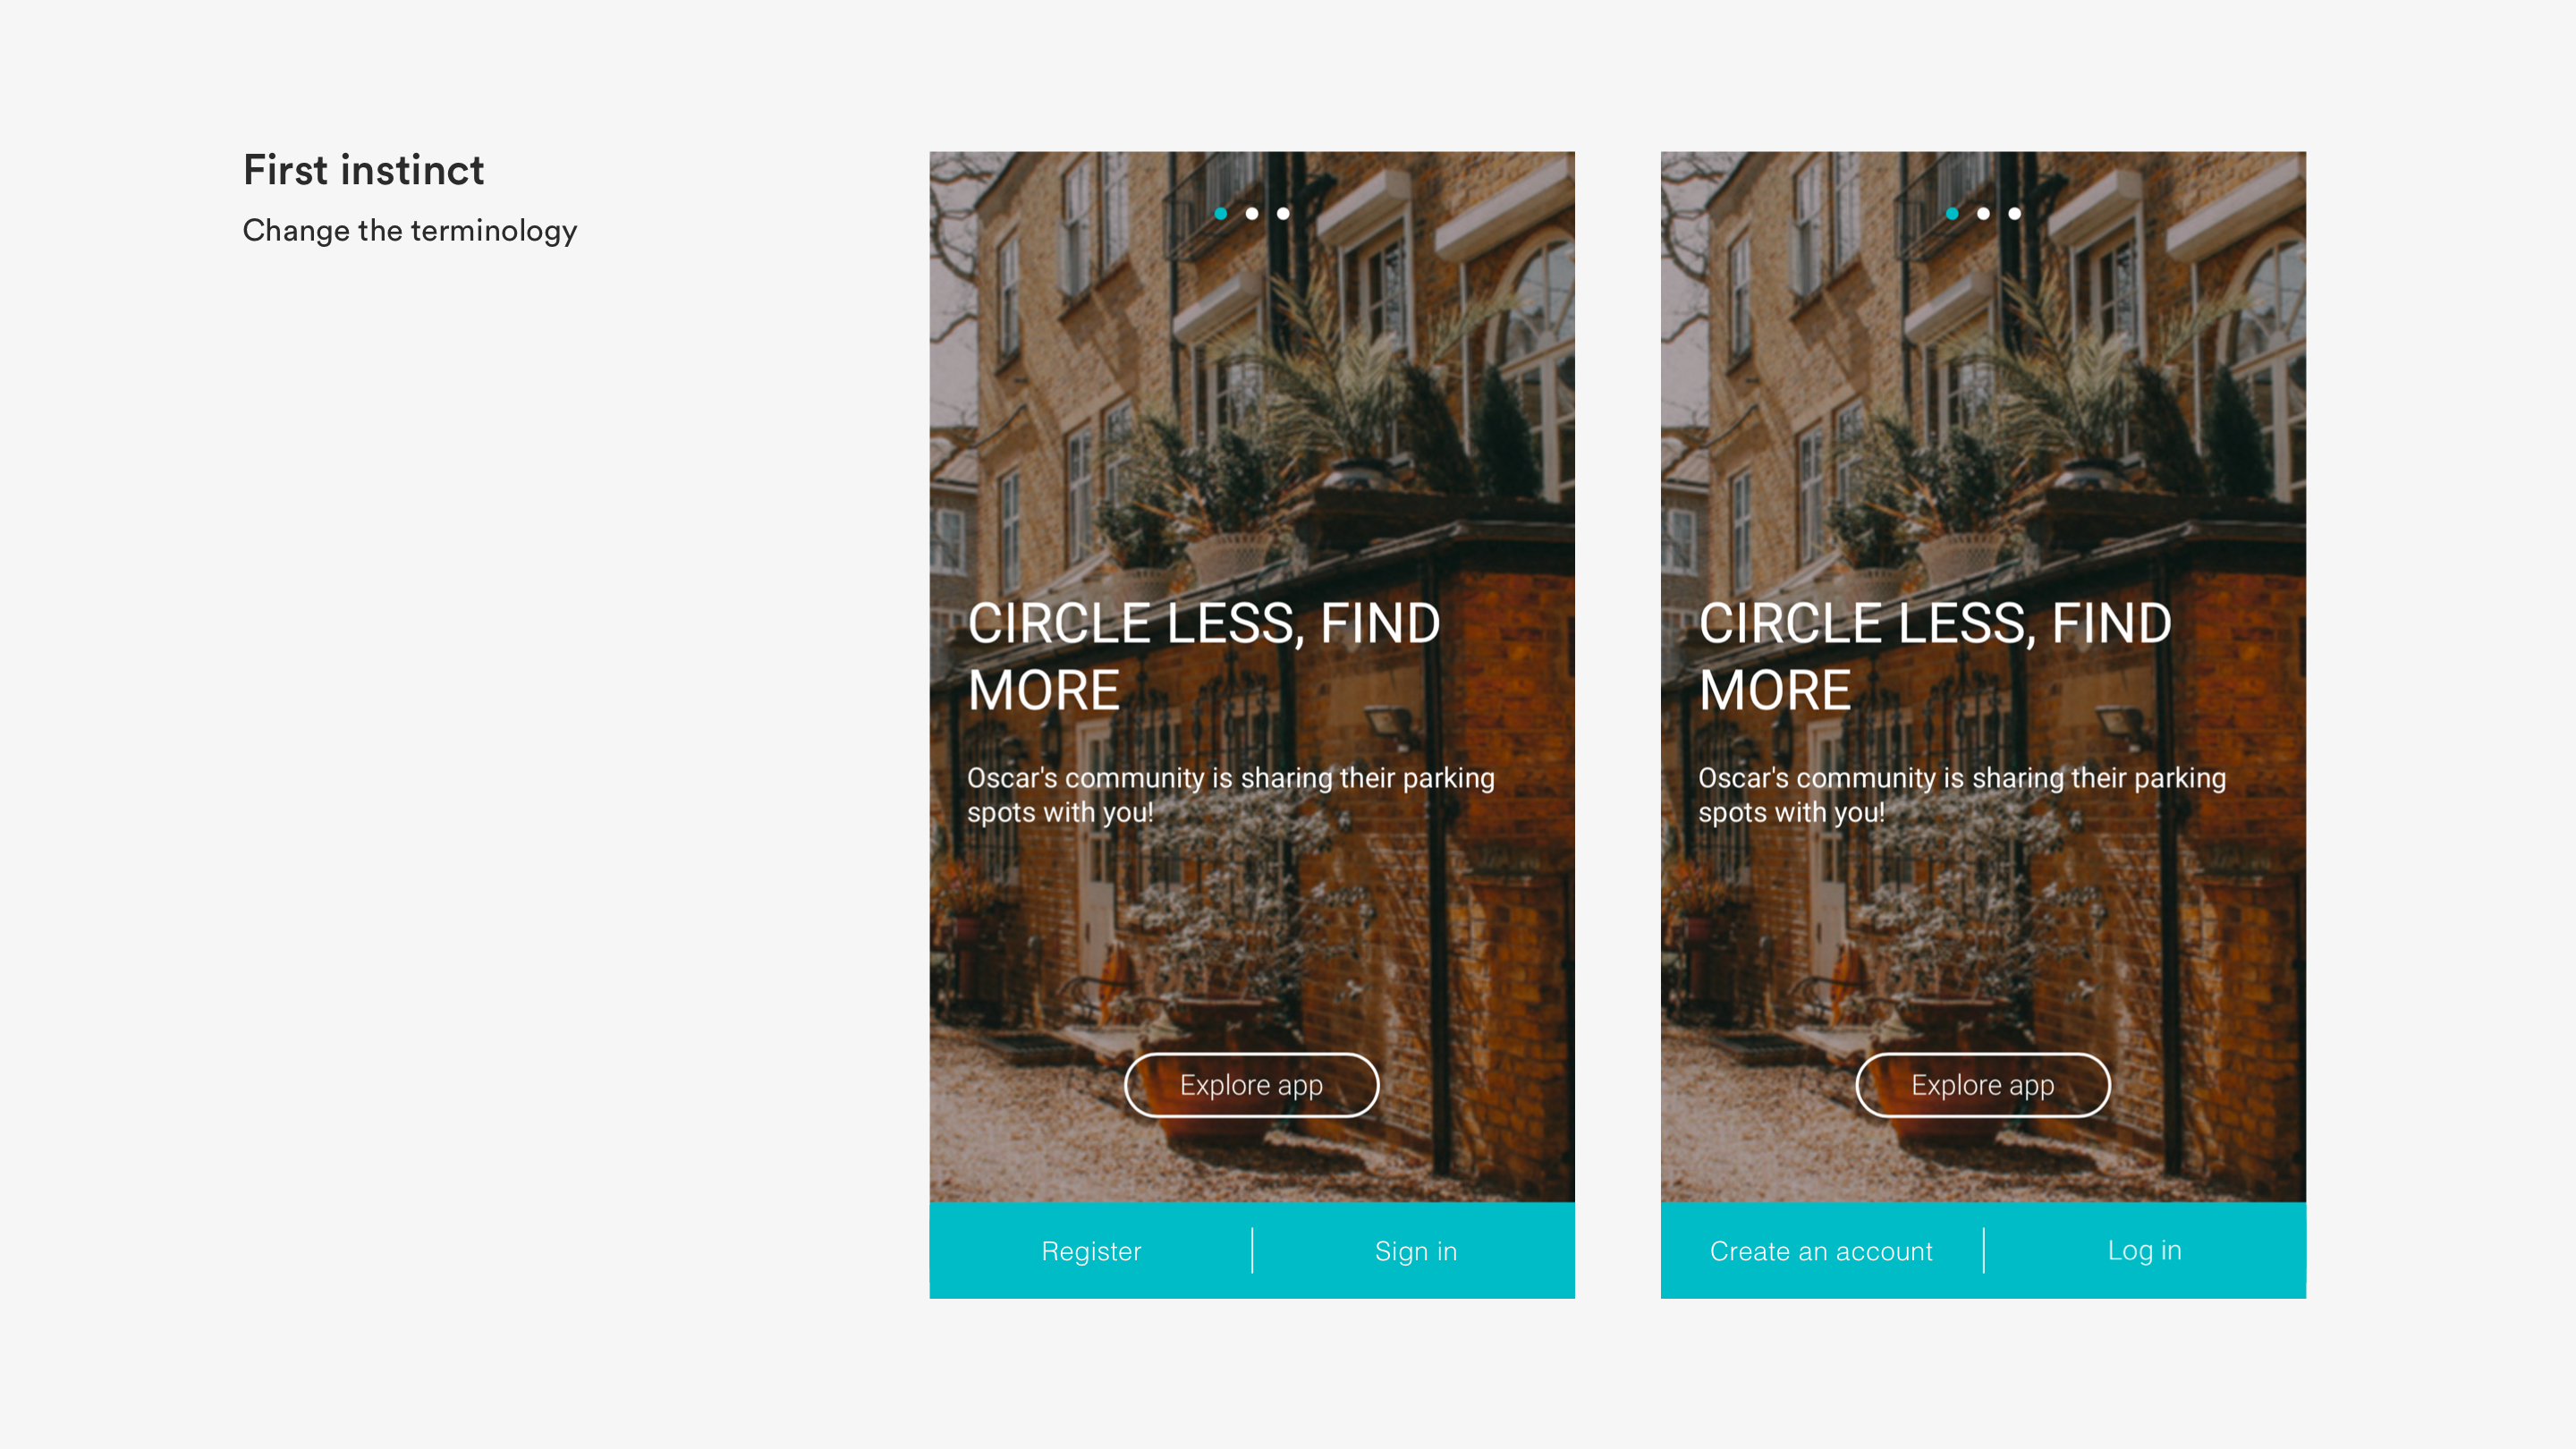 First instinct
Change the terminology
CIRCLE LESS, FIND
MORE
Oscar's community is sharing their parking
spots with you!
Explore app
Register
Sign in
CIRCLE LESS, FIND
MORE
Oscar's community is sharing their parking
spots with you!
Explore app
Create an account
Log in